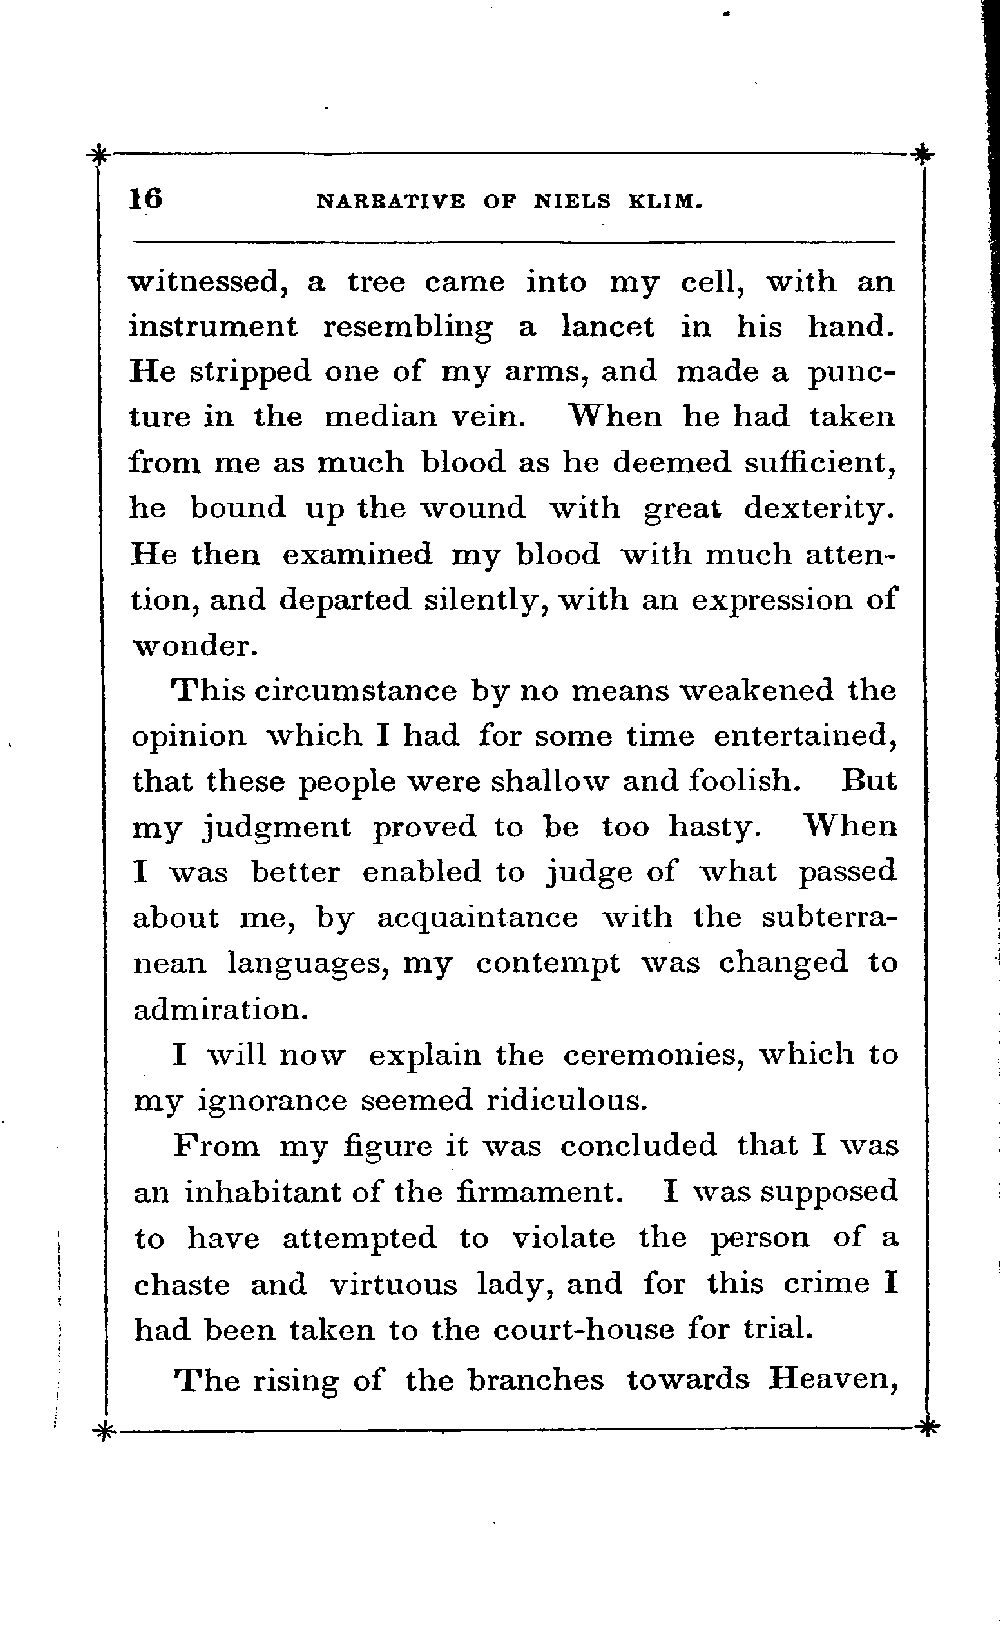 16 NARRATIVE OF NIELS KLIM.
witnessed, a tree came into my cell, with an
instrument resembling a lancet in his hand.
He stripped one of my arms, and made a punc-
ture in the median vein. When he had taken
from me as much blood as he deemed sufficient,
he bound up the wound with great dexterity.
He then examined my blood with much atten-
tion, and departed silently, with an expression of
wonder.
This circumstance by no means weakened the
opinion which I had for some time entertained,
that these people were shallow and foolish. But
my judgment proved to be too hasty. When
I was better enabled to judge of what passed
about me, by acquaintance with the subterra-
nean languages, my contempt was changed to
admiration.
I will now explain the ceremonies, which to
my ignorance seemed ridiculous.
From my figure it was concluded that I was
an inhabitant of the firmament. I was supposed
to have attempted to violate the person of a
chaste and virtuous lady, and for this crime I
had been taken to the court-house for trial.
The rising of the branches towards Heaven,